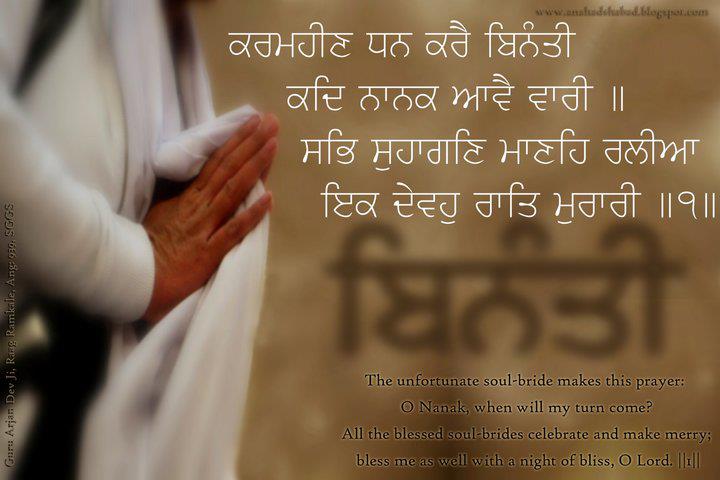 www.anahadshabad.blogspot.com
ਕਰਮਹੀਣ ਧਨ ਕਰੈ ਬਿਨੰਤੀ
ਕਦਿ ਨਾਨਕ ਆਵੈ ਵਾਰੀ ॥
ਸਭਿ ਸੁਹਾਗਣਿ ਮਾਣਹਿ ਰਲੀਆ
ਇਕ ਦੇਵਹੁ ਰਾਤਿ ਮੁਰਾਰੀ ॥੧॥
ਬਿਨੰਤੀ
The unfortunate soul-bride makes this prayer:
O Nanak, when will my turn come?
All the blessed soul-brides celebrate and make merry;
bless me as well with a night of bliss, O Lord. ||1||
Guru Arjan Dev Ji, Raag Ramkale, Ang: 939, SGGS